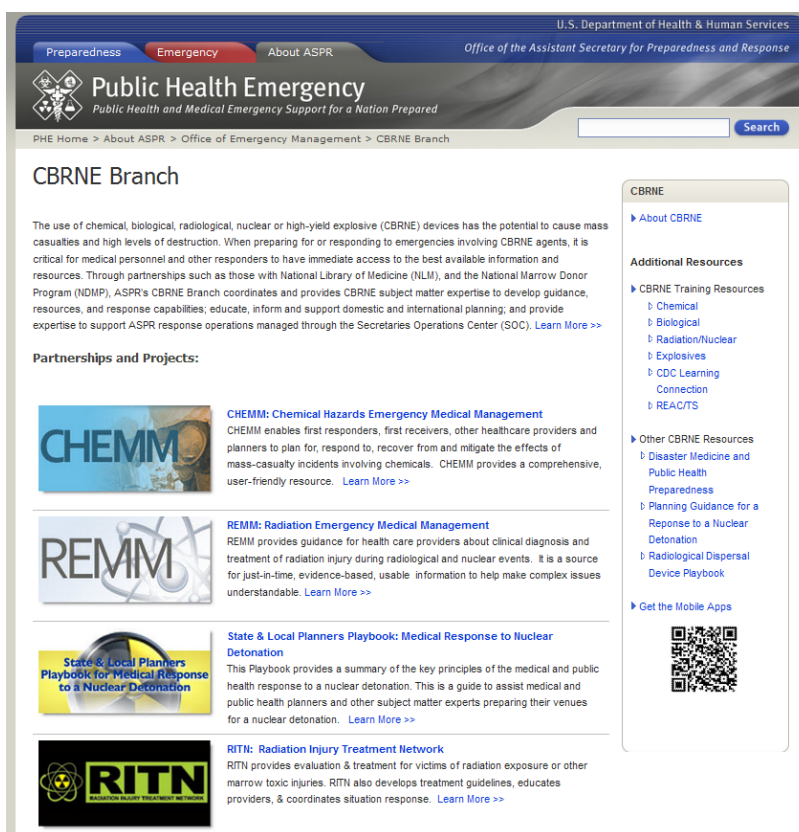 U.S. Department of Health & Human Services
Preparedness
Emergency
About ASPR
Office of the Assistant Secretary for Preparedness and Response
Public Health Emergency
Public Health and Medical Emergency Support for a Nation Prepared
PHE Home > About ASPR > Office of Emergency Management > CBRNE Branch
Search
CBRNE Branch
The use of chemical, biological, radiological, nuclear or high-yield explosive (CBRNE) devices has the potential to cause mass
casualties and high levels of destruction. When preparing for or responding to emergencies involving CBRNE agents, it is
critical for medical personnel and other responders to have immediate access to the best available information and
resources. Through partnerships such as those with National Library of Medicine (NLM), and the National Marrow Donor
Program (NDMP), ASPR's CBRNE Branch coordinates and provides CBRNE subject matter expertise to develop guidance,
resources, and response capabilities; educate, inform and support domestic and international planning; and provide
expertise to support ASPR response operations managed through the Secretaries Operations Center (SOC). Learn More >>
Partnerships and Projects:
CHEMM
CHEMM: Chemical Hazards Emergency Medical Management
CHEMM enables first responders, first receivers, other healthcare providers and
planners to plan for, respond to, recover from and mitigate the effects of
mass-casualty incidents involving chemicals. CHEMM provides a comprehensive,
user-friendly resource. Learn More >>
REMM
REMM: Radiation Emergency Medical Management
REMM provides guidance for health care providers about clinical diagnosis and
treatment of radiation injury during radiological and nuclear events. It is a source
for just-in-time, evidence-based, usable information to help make complex issues
understandable. Learn More >>
State & Local Planners
Playbook for Medical Response
to a Nuclear Detonation
State & Local Planners Playbook: Medical Response to Nuclear
Detonation
This Playbook provides a summary of the key principles of the medical and public
health response to a nuclear detonation. This is a guide to assist medical and
public health planners and other subject matter experts preparing their venues
for a nuclear detonation. Learn More >>
RITN
RADIATION INJURY TREATMENT NETWORK
RITN: Radiation Injury Treatment Network
RITN provides evaluation & treatment for victims of radiation exposure or other
marrow toxic injuries. RITN also develops treatment guidelines, educates
providers, & coordinates situation response. Learn More >>
CBRNE
About CBRNE
Additional Resources
CBRNE Training Resources
Chemical
Biological
Radiation/Nuclear
Explosives
CDC Learning
Connection
REAC/TS
Other CBRNE Resources
Disaster Medicine and
Public Health
Preparedness
Planning Guidance for a
Reponse to a Nuclear
Detonation
Radiological Dispersal
Device Playbook
Get the Mobile Apps